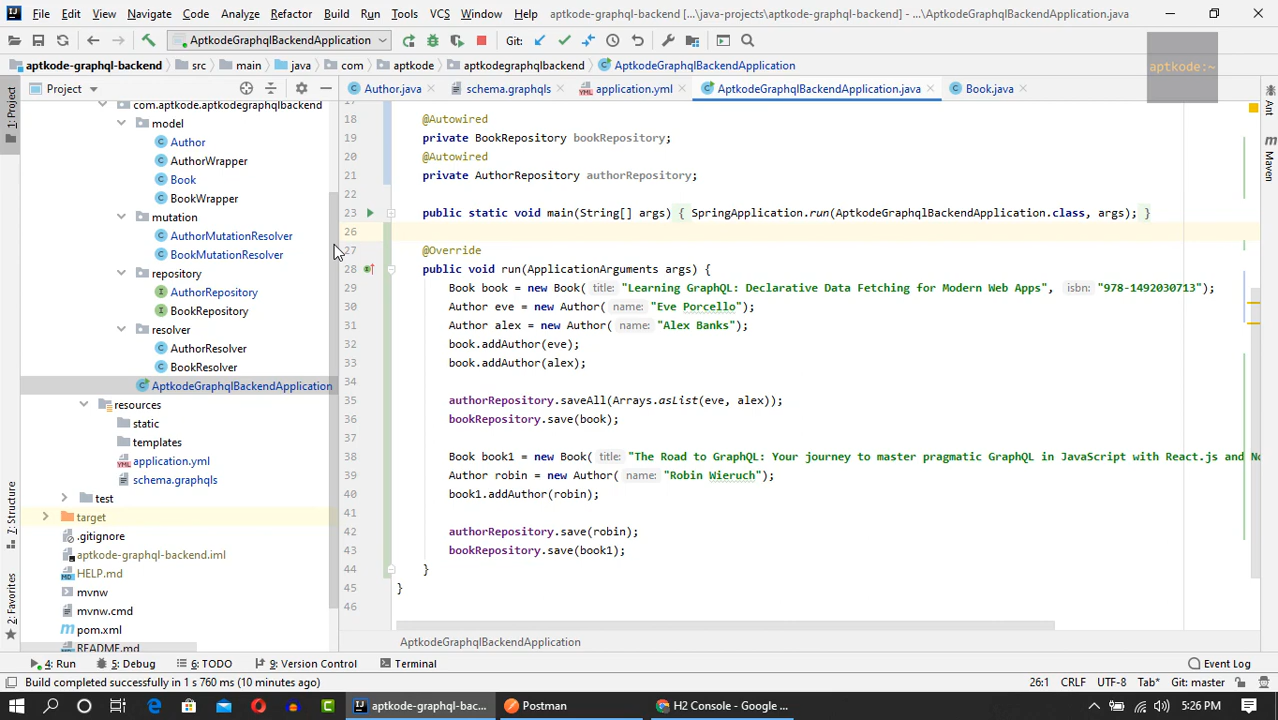 File Edit View Navigate Code Analyze Refactor Build Run Tools VCS Window Help aptkode-graphql-backend [...\java-projects\aptkode-graphql-backend] - ...\AptkodeGraphqlBackendApplication.java
AptkodeGraphqlBackendApplication Git:
aptkode-graphql-backend src main java com aptkode aptkodegraphqlbackend AptkodeGraphqlBackendApplication
aptkode:~
Project Author.java schema.graphqls application.yml AptkodeGraphqlBackendApplication.java Book.java
1: Project
Ant
Maven
com.aptkode.aptkodegraphqlbackend
model
Author
AuthorWrapper
Book
BookWrapper
mutation
AuthorMutationResolver
BookMutationResolver
repository
AuthorRepository
BookRepository
resolver
AuthorResolver
BookResolver
AptkodeGraphqlBackendApplication
resources
static
templates
application.yml
schema.graphqls
test
target
.gitignore
aptkode-graphql-backend.iml
HELP.md
mvnw
mvnw.cmd
pom.xml
README.md
7: Structure
2: Favorites
17
18 @Autowired
19 private BookRepository bookRepository;
20 @Autowired
21 private AuthorRepository authorRepository;
22
23 public static void main(String[] args) { SpringApplication.run(AptkodeGraphqlBackendApplication.class, args); }
26
27 @Override
28 public void run(ApplicationArguments args) {
29 Book book = new Book( title: "Learning GraphQL: Declarative Data Fetching for Modern Web Apps", isbn: "978-1492030713");
30 Author eve = new Author( name: "Eve Porcello");
31 Author alex = new Author( name: "Alex Banks");
32 book.addAuthor(eve);
33 book.addAuthor(alex);
34
35 authorRepository.saveAll(Arrays.asList(eve, alex));
36 bookRepository.save(book);
37
38 Book book1 = new Book( title: "The Road to GraphQL: Your journey to master pragmatic GraphQL in JavaScript with React.js and No
39 Author robin = new Author( name: "Robin Wieruch");
40 book1.addAuthor(robin);
41
42 authorRepository.save(robin);
43 bookRepository.save(book1);
44 }
45 }
46
AptkodeGraphqlBackendApplication
4: Run 5: Debug 6: TODO 9: Version Control Terminal Event Log
Build completed successfully in 1 s 760 ms (10 minutes ago) 26:1 CRLF UTF-8 Tab* Git: master
aptkode-graphql-bac... Postman H2 Console - Google ... 5:26 PM